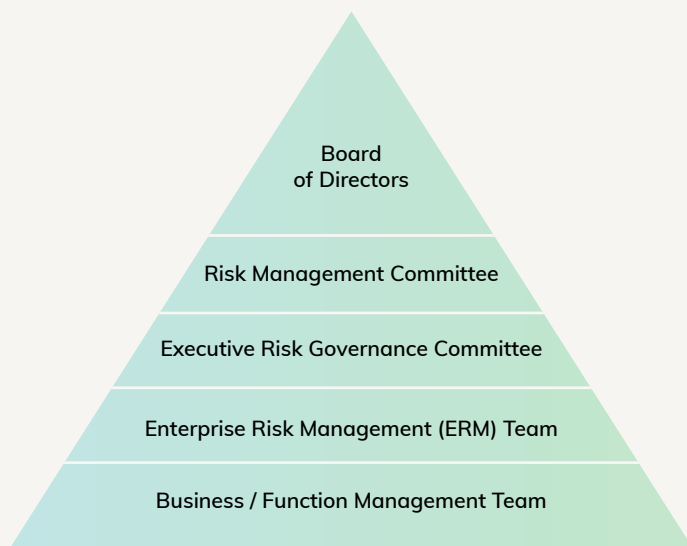 Board
of Directors
Risk Management Committee
Executive Risk Governance Committee
Enterprise Risk Management (ERM) Team
Business / Function Management Team